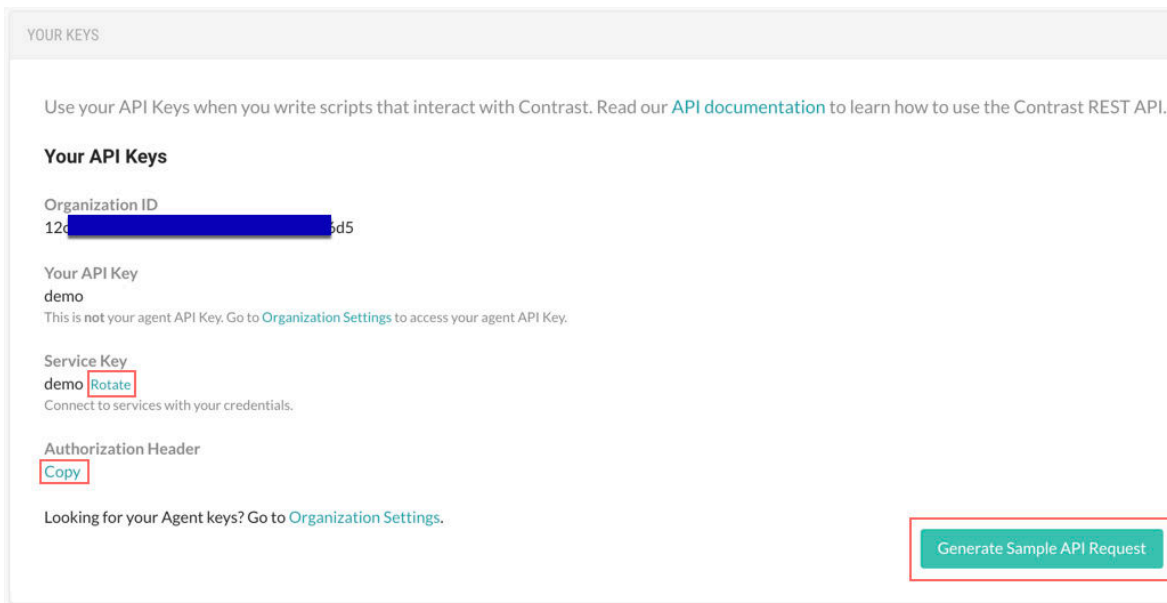 YOUR KEYS
Use your API Keys when you write scripts that interact with Contrast. Read our API documentation to learn how to use the Contrast REST API.
Your API Keys
Organization ID
12 6d5
Your API Key
demo
This is not your agent API Key. Go to Organization Settings to access your agent API Key.
Service Key
demo Rotate
Connect to services with your credentials.
Authorization Header
Copy
Looking for your Agent keys? Go to Organization Settings.
Generate Sample API Request